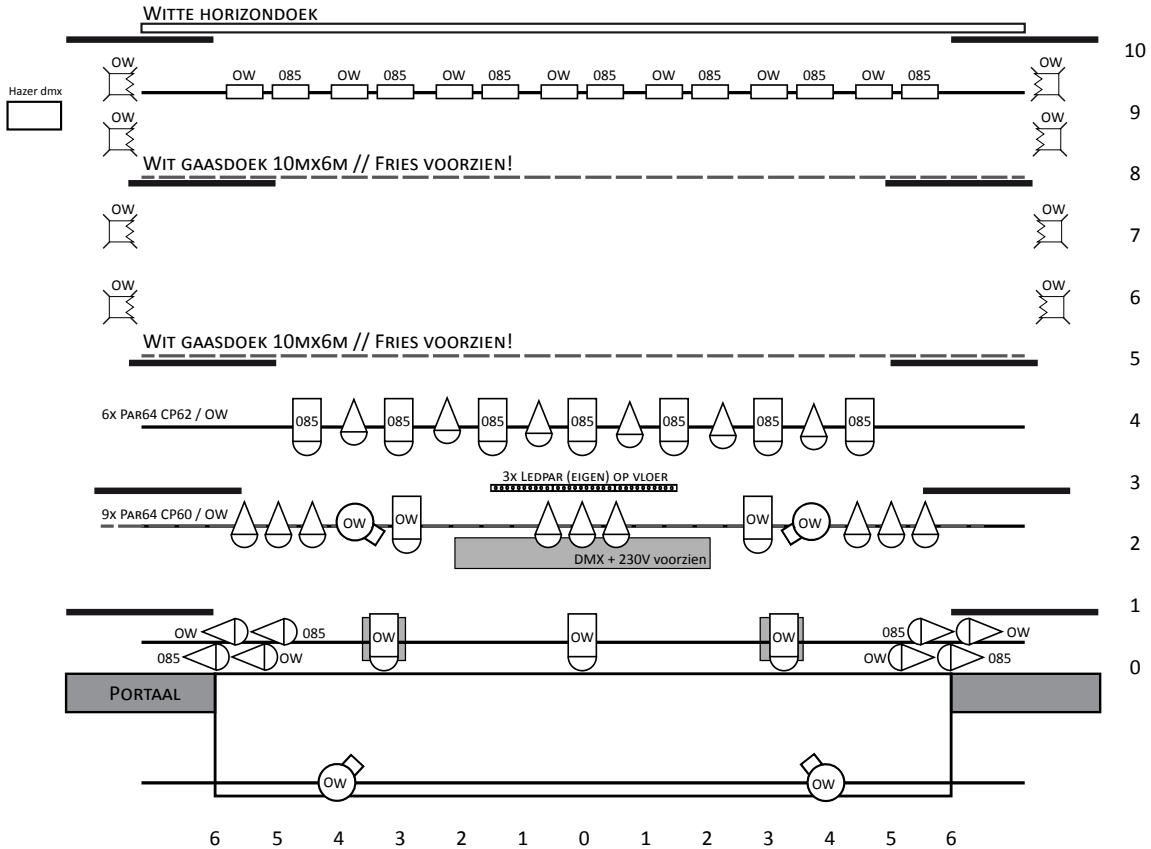 Witte horizondoek
10
OW
OW
OW 085 OW 085 OW 085 OW 085 OW 085 OW 085 OW 085
Hazer dmx
9
OW
OW
Wit gaasdoek 10mx6m // Fries voorzien!
8
OW
OW
7
OW
OW
6
Wit gaasdoek 10mx6m // Fries voorzien!
5
6x Par64 CP62 / OW
085 085 085 085 085 085
4
3x Ledpar (eigen) op vloer
3
9x Par64 CP60 / OW
OW OW OW OW
2
DMX + 230V voorzien
1
OW 085 OW OW OW 085 OW
085 OW OW 085
0
Portaal
OW OW
6 5 4 3 2 1 0 1 2 3 4 5 6